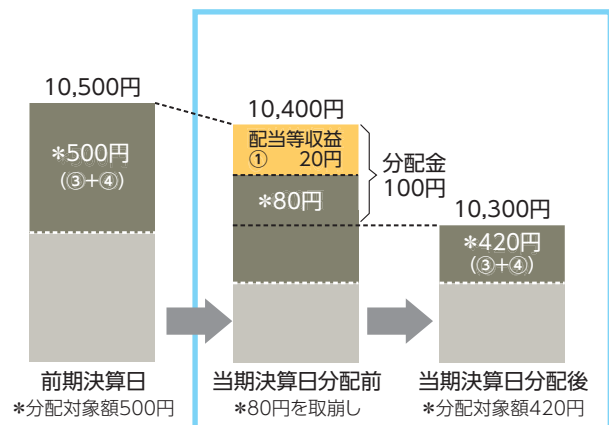 10,500円
*500円
(③+④)
10,400円
配当等収益
① 20円
*80円
分配金
100円
10,300円
*420円
(③+④)
前期決算日
*分配対象額500円
当期決算日分配前
*80円を取崩し
当期決算日分配後
*分配対象額420円